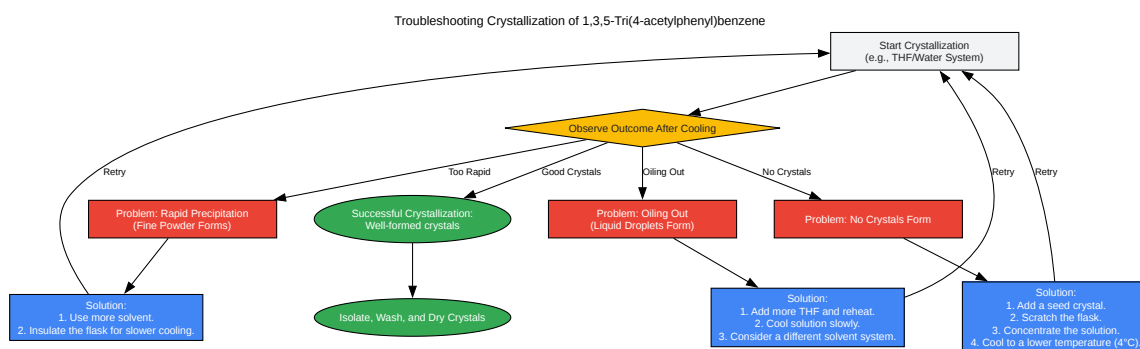 Troubleshooting Crystallization of 1,3,5-Tri(4-acetylphenyl)benzene
Start Crystallization
(e.g., THF/Water System)
Observe Outcome After Cooling
Retry
Too Rapid
Good Crystals
Oiling Out
No Crystals
Retry
Retry
Problem: Rapid Precipitation
(Fine Powder Forms)
Successful Crystallization:
Well-formed crystals
Problem: Oiling Out
(Liquid Droplets Form)
Problem: No Crystals Form
Solution:
1. Use more solvent.
2. Insulate the flask for slower cooling.
Isolate, Wash, and Dry Crystals
Solution:
1. Add more THF and reheat.
2. Cool solution slowly.
3. Consider a different solvent system.
Solution:
1. Add a seed crystal.
2. Scratch the flask.
3. Concentrate the solution.
4. Cool to a lower temperature (4°C).